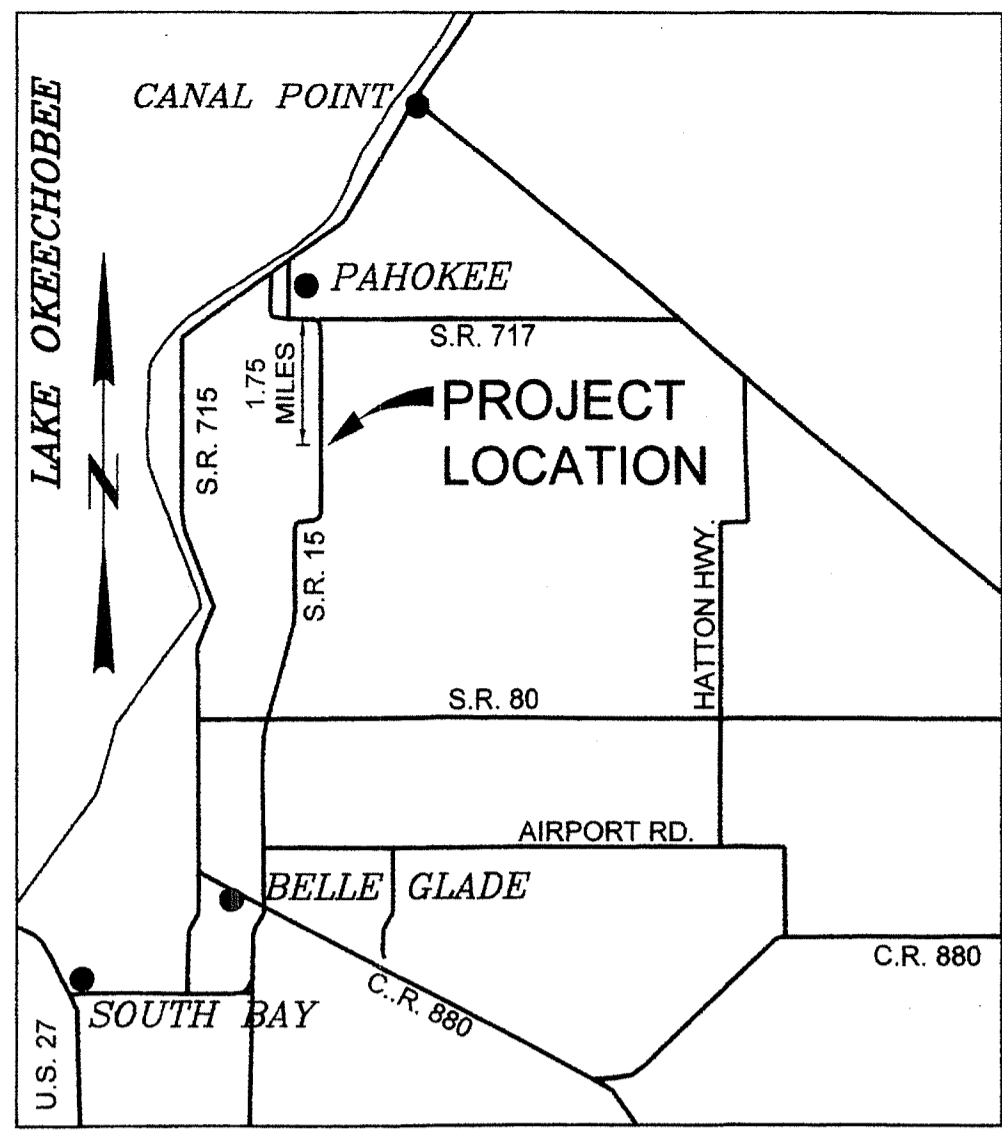 LAKE OKEECHOBEE
CANAL POINT
PAHOKEE
S.R. 717
1.75
MILES
S.R. 715
PROJECT
LOCATION
N
S.R. 15
HATTON HWY.
S.R. 80
AIRPORT RD.
BELLE GLADE
C.R. 880
C..R. 880
SOUTH BAY
U.S. 27